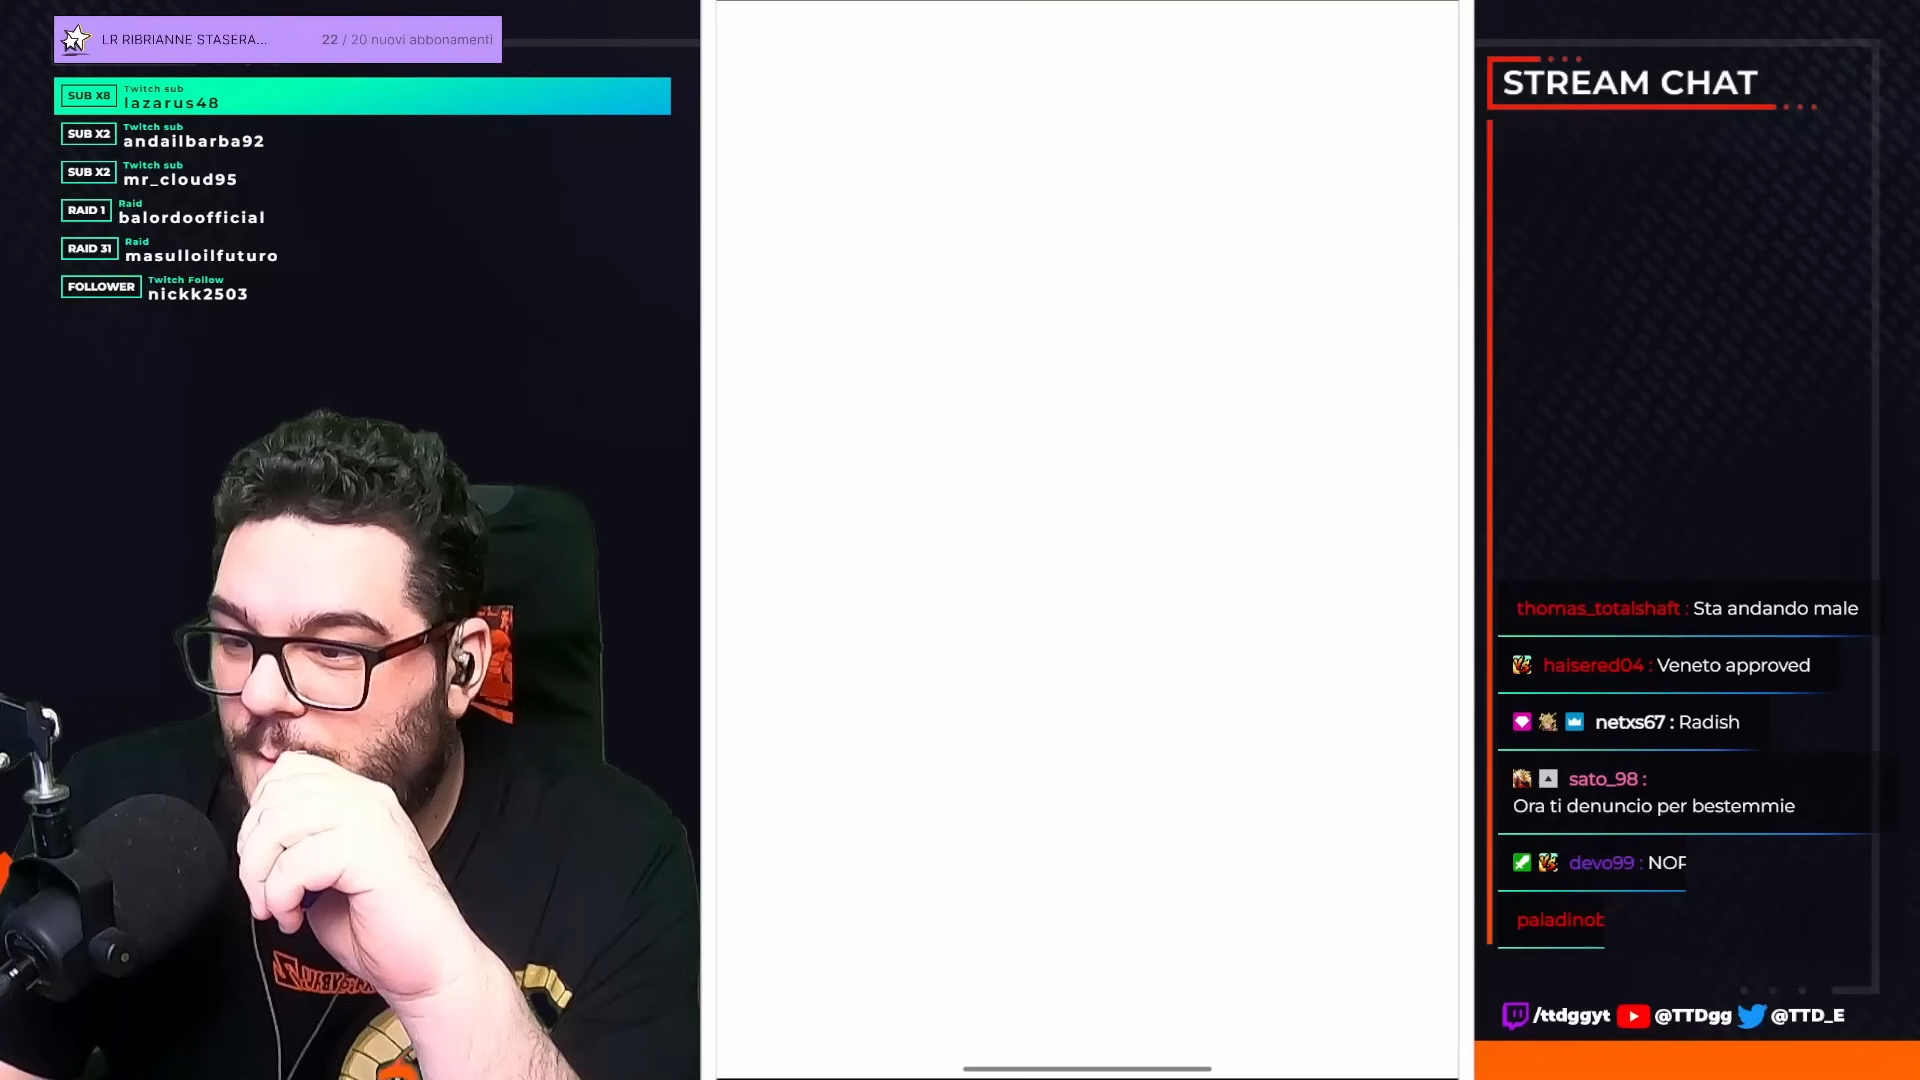 LR RIBRIANNE STASERA... 22 / 20 nuovi abbonamenti
SUB X8 Twitch sub
lazarus48
SUB X2 Twitch sub
andailbarba92
SUB X2 Twitch sub
mr_cloud95
RAID 1 Raid
balordoofficial
RAID 31 Raid
masulloilfuturo
FOLLOWER Twitch Follow
nickk2503
STREAM CHAT
thomas_totalshaft : Sta andando male
haisered04 : Veneto approved
netxs67 : Radish
sato_98 :
Ora ti denuncio per bestemmie
devo99 :
/ttdggyt @TTDgg @TTD_E